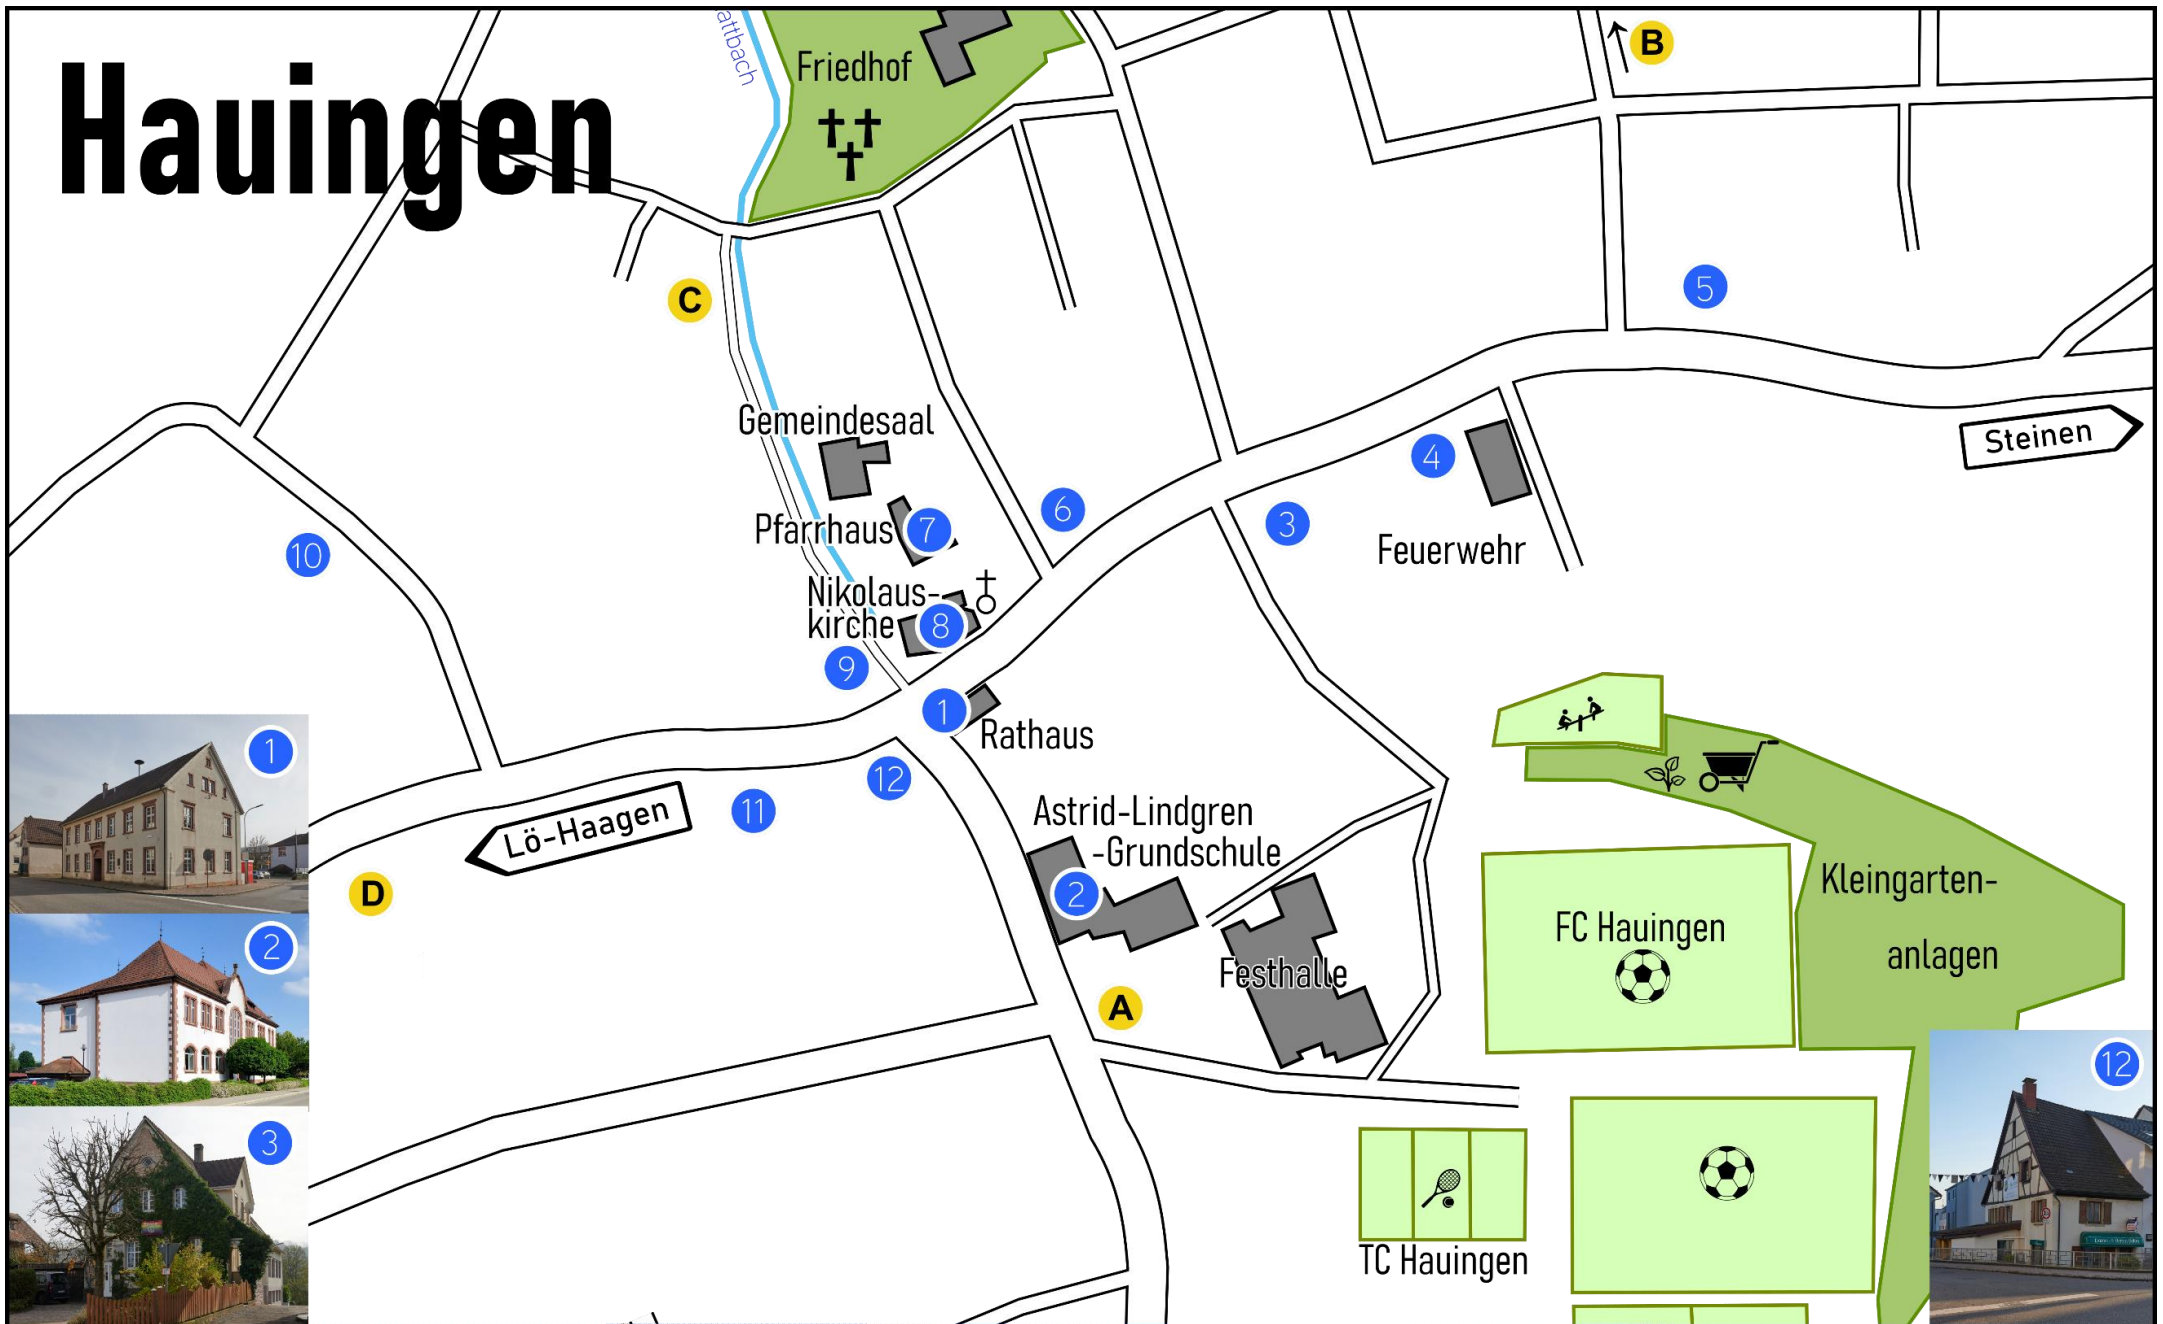 Hauingen
attbach
Friedhof
B
C
5
Gemeindesaal
Steinen
4
6
3
Pfarrhaus
7
Feuerwehr
10
Nikolaus-
kirche
8
9
1
Rathaus
1
12
11
Lö-Haagen
Astrid-Lindgren
-Grundschule
2
D
Kleingarten-
anlagen
FC Hauingen
2
Festhalle
A
12
3
TC Hauingen